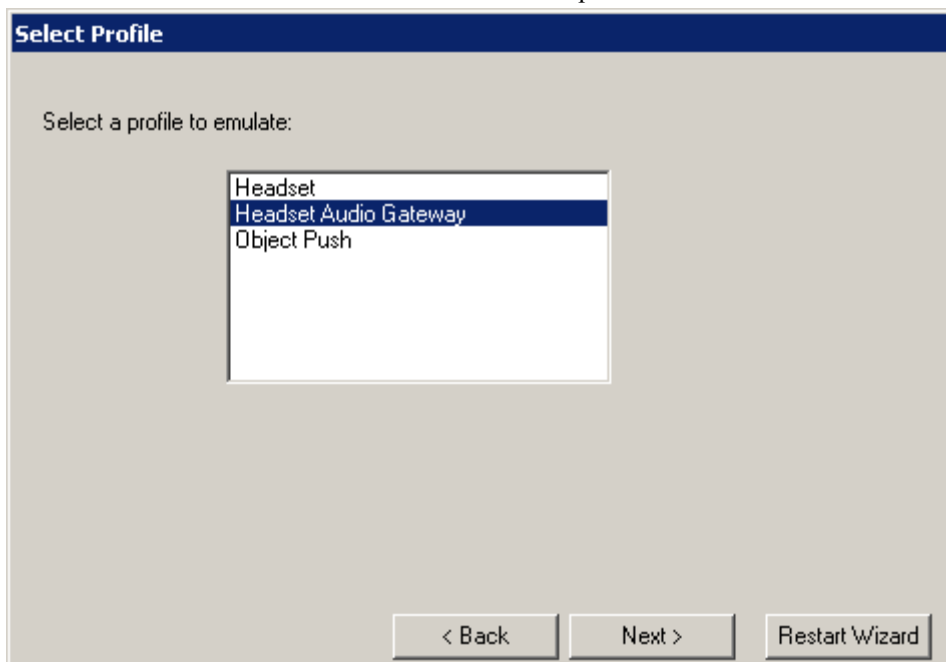 Select Profile
Select a profile to emulate:
Headset
Headset Audio Gateway
Object Push
< Back
Next >
Restart Wizard